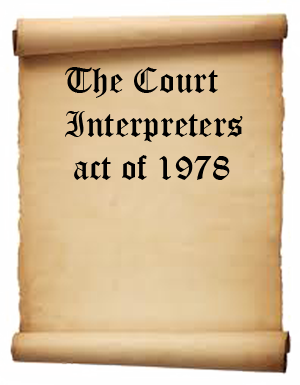 The Court
Interpreters
act of 1978